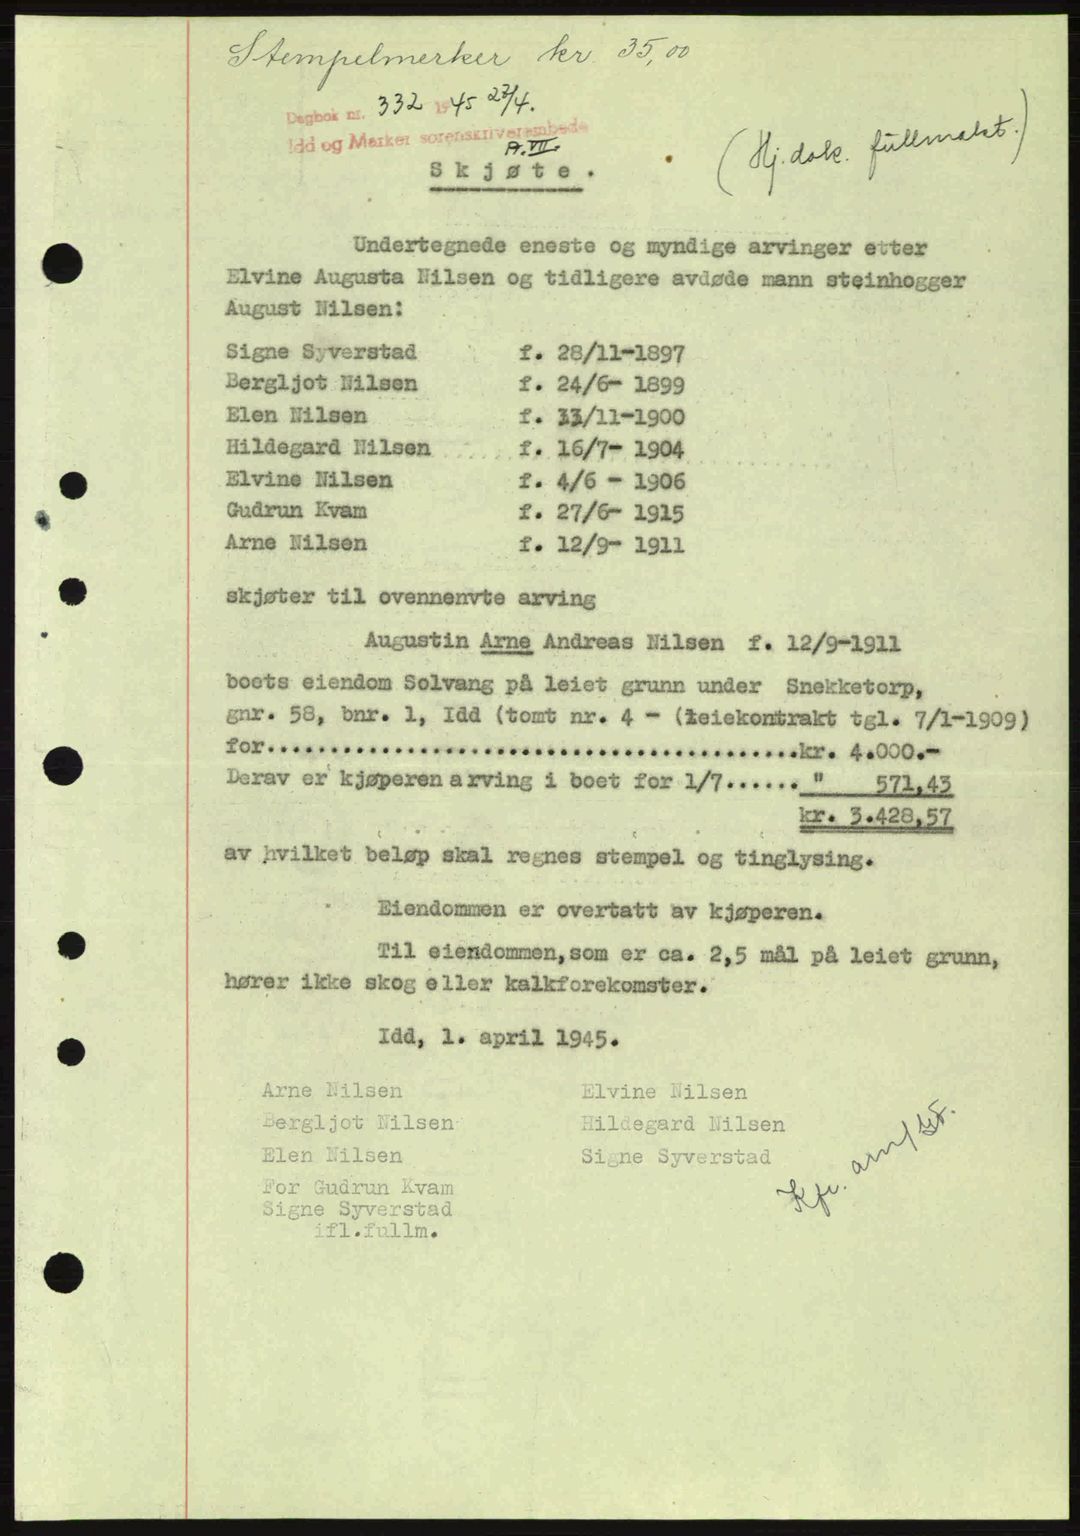 Stempelmerker kr. 35,00
Dagbok nr. 332 1945 27/4.
Idd og Marker sorenskriverembede
A.VII.
(Hj.dok. fullmakt.)
Skjøte.
Undertegnede eneste og myndige arvinger etter
Elvine Augusta Nilsen og tidligere avdøde mann steinhogger
August Nilsen:
Signe Syverstad f. 28/11-1897
Bergljot Nilsen f. 24/6- 1899
Elen Nilsen f. /11-1900
Hildegard Nilsen f. 16/7- 1904
Elvine Nilsen f. 4/6 - 1906
Gudrun Kvam f. 27/6- 1915
Arne Nilsen f. 12/9- 1911
skjøter til ovennenvte arving
Augustin Arne Andreas Nilsen f. 12/9-1911
boets eiendom Solvang på leiet grunn under Snekketorp,
gnr. 58, bnr. 1, Idd (tomt nr. 4 - (leiekontrakt tgl. 7/1-1909)
for..........................................kr. 4.000.-
Derav er kjøperen arving i boet for 1/7...... " 571,43
kr. 3.428,57
av hvilket beløp skal regnes stempel og tinglysing.
Eiendommen er overtatt av kjøperen.
Til eiendommen,som er ca. 2,5 mål på leiet grunn,
hører ikke skog eller kalkforekomster.
Idd, 1. april 1945.
Arne Nilsen Elvine Nilsen
Bergljot Nilsen Hildegard Nilsen
Elen Nilsen Signe Syverstad
For Gudrun Kvam
Signe Syverstad
ifl.fullm.
Kfr.